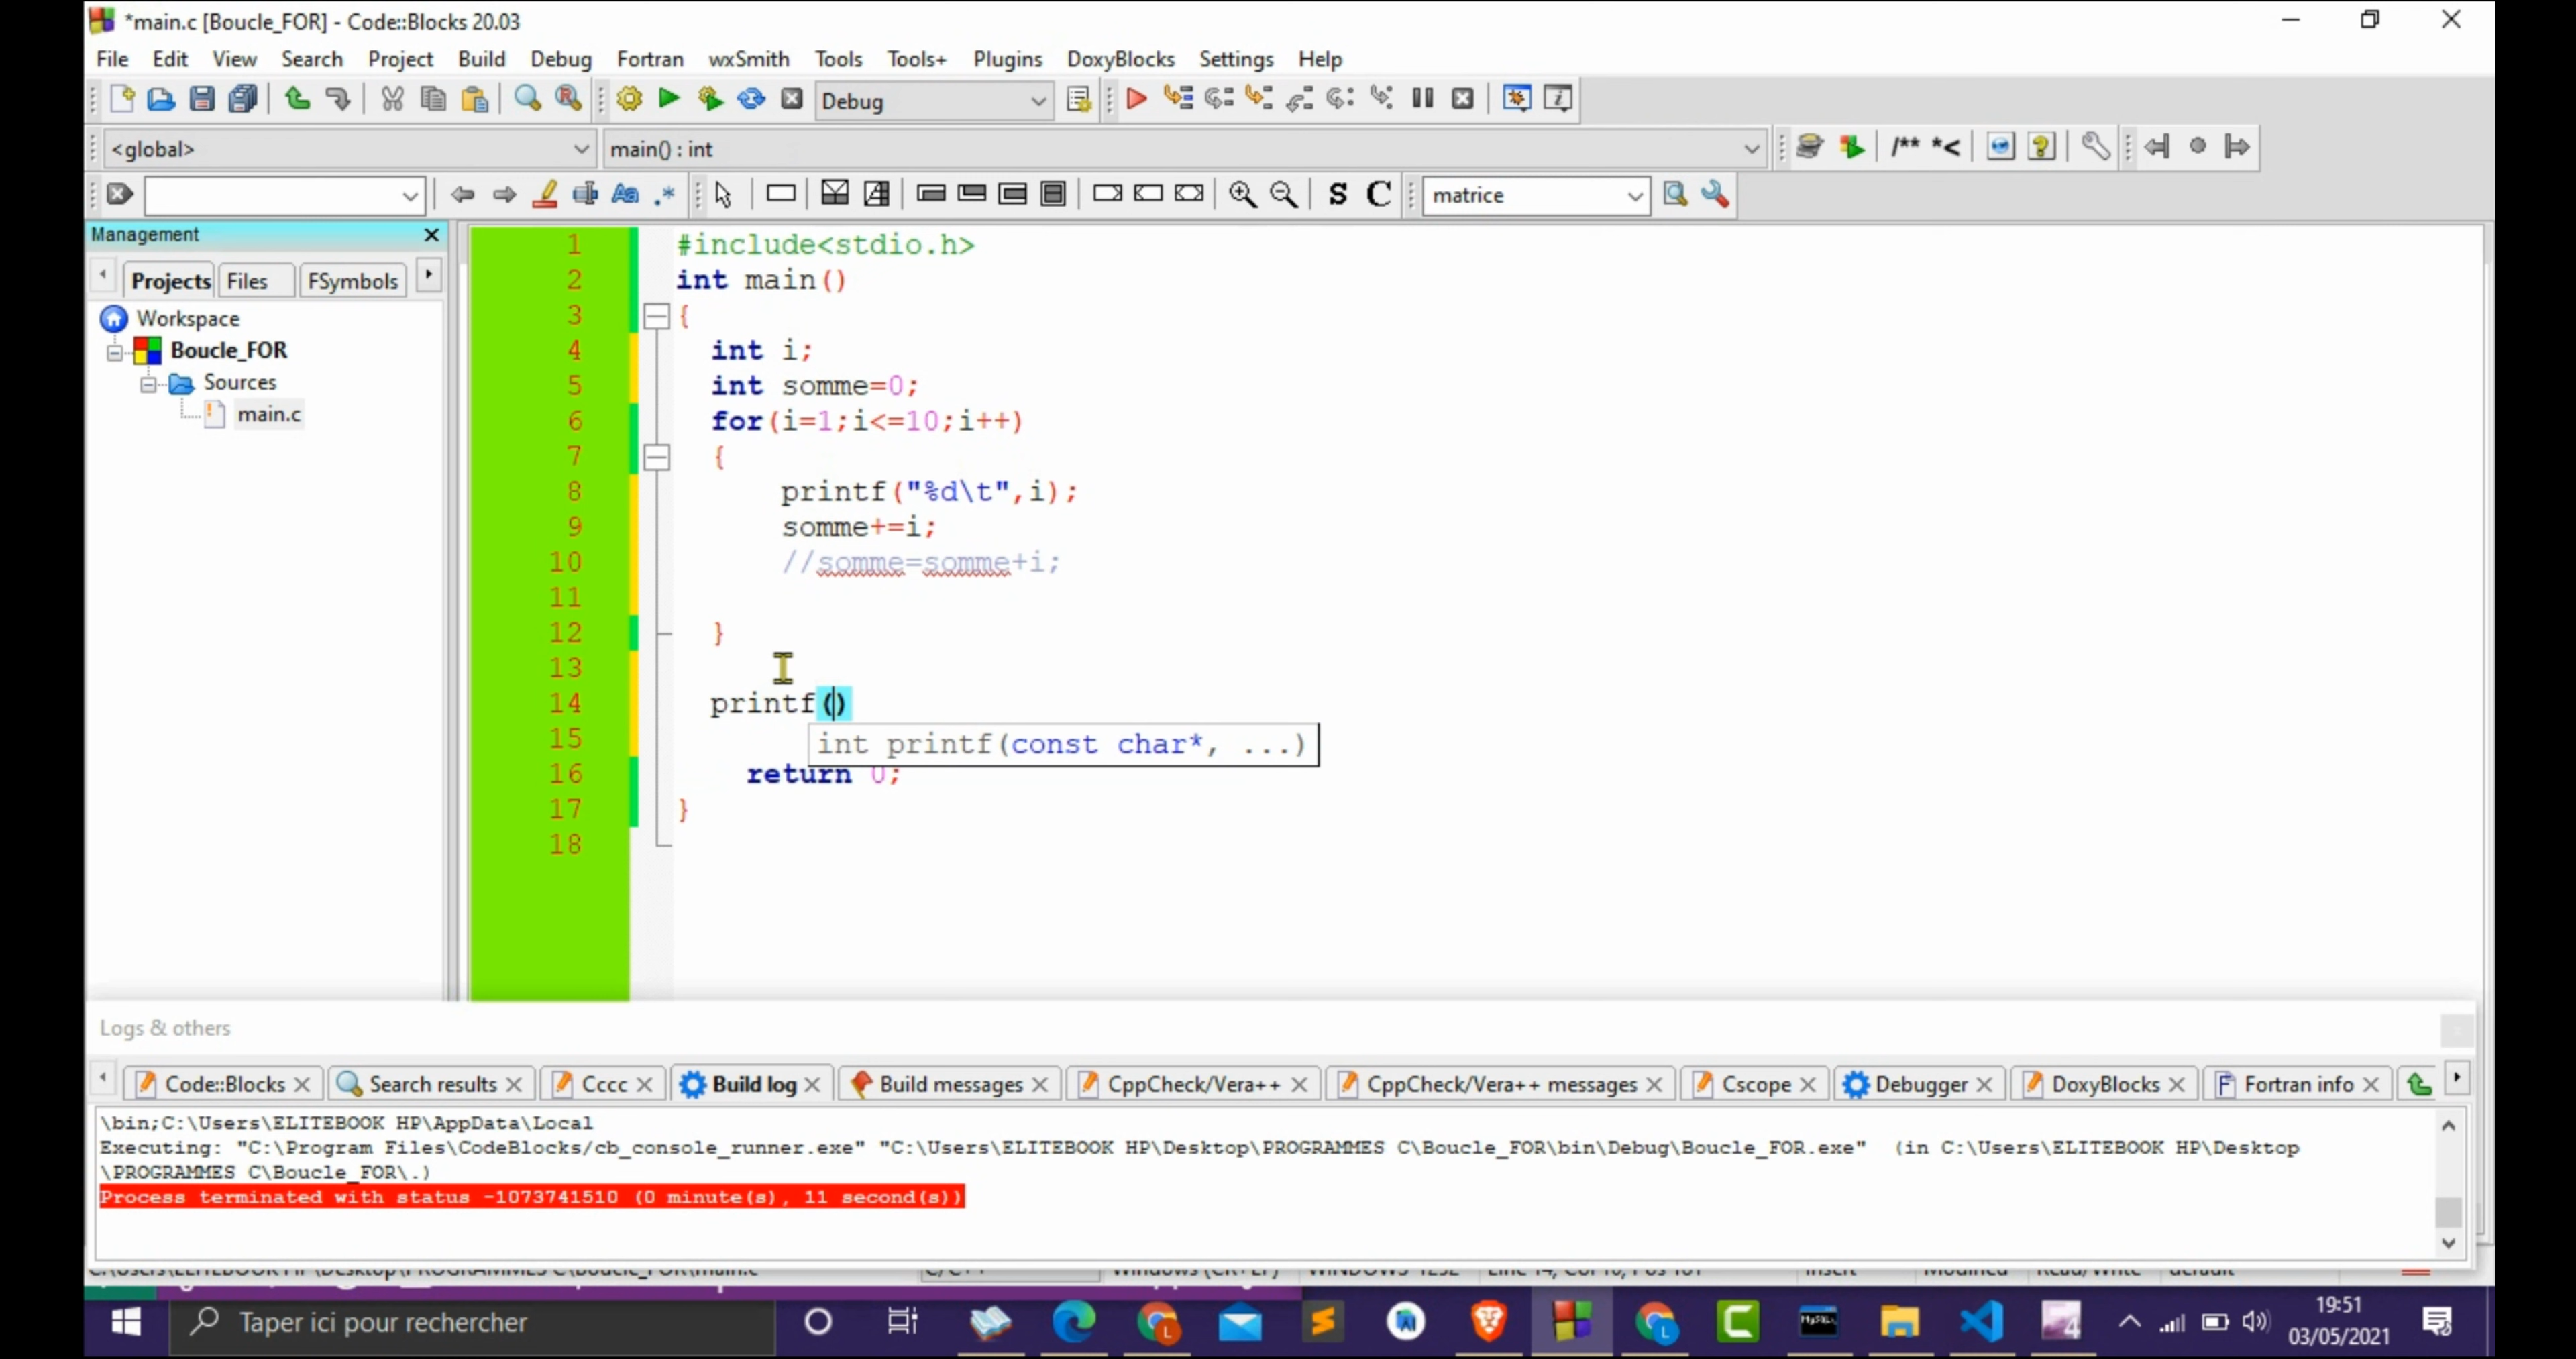 *main.c [Boucle_FOR] - Code::Blocks 20.03
File Edit View Search Project Build Debug Fortran wxSmith Tools Tools+ Plugins DoxyBlocks Settings Help
Debug
<global> main() : int
/** *<
S C matrice
Management
Projects Files FSymbols
Workspace
Boucle_FOR
Sources
main.c
1 #include<stdio.h>
2 int main()
3 {
4 int i;
5 int somme=0;
6 for(i=1;i<=10;i++)
7 {
8 printf("%d\t",i);
9 somme+=i;
10 //somme=somme+i;
11
12 }
13
14 printf()
int printf(const char*, ...)
15
16 return 0;
17 }
18
Logs & others
Code::Blocks Search results Cccc Build log Build messages CppCheck/Vera++ CppCheck/Vera++ messages Cscope Debugger DoxyBlocks Fortran info
\bin;C:\Users\ELITEBOOK HP\AppData\Local
Executing: "C:\Program Files\CodeBlocks/cb_console_runner.exe" "C:\Users\ELITEBOOK HP\Desktop\PROGRAMMES C\Boucle_FOR\bin\Debug\Boucle_FOR.exe" (in C:\Users\ELITEBOOK HP\Desktop
\PROGRAMMES C\Boucle_FOR\.)
Process terminated with status -1073741510 (0 minute(s), 11 second(s))
Taper ici pour rechercher
19:51
03/05/2021